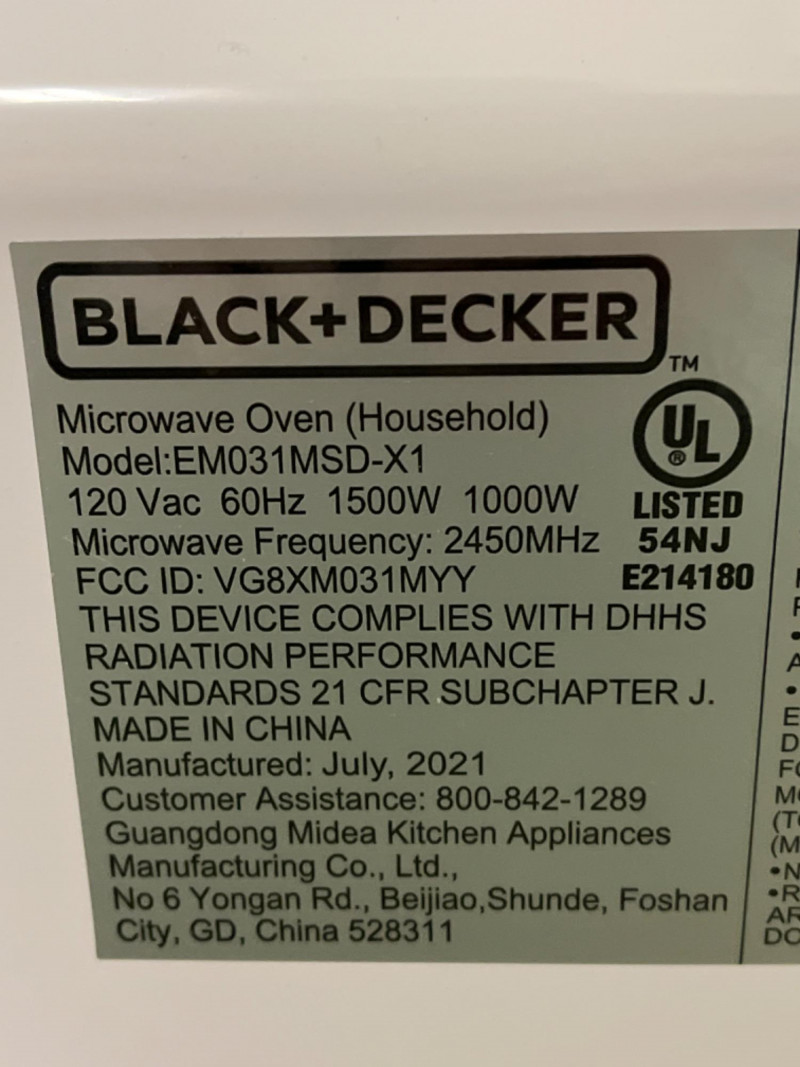 BLACK+DECKER
TM
Microwave Oven (Household)
Model:EM031MSD-X1
120 Vac 60Hz 1500W 1000W
Microwave Frequency: 2450MHz
FCC ID: VG8XM031MYY
UL
®
LISTED
54NJ
E214180
THIS DEVICE COMPLIES WITH DHHS
RADIATION PERFORMANCE
STANDARDS 21 CFR SUBCHAPTER J.
MADE IN CHINA
Manufactured: July, 2021
Customer Assistance: 800-842-1289
Guangdong Midea Kitchen Appliances
Manufacturing Co., Ltd.,
No 6 Yongan Rd., Beijiao,Shunde, Foshan
City, GD, China 528311